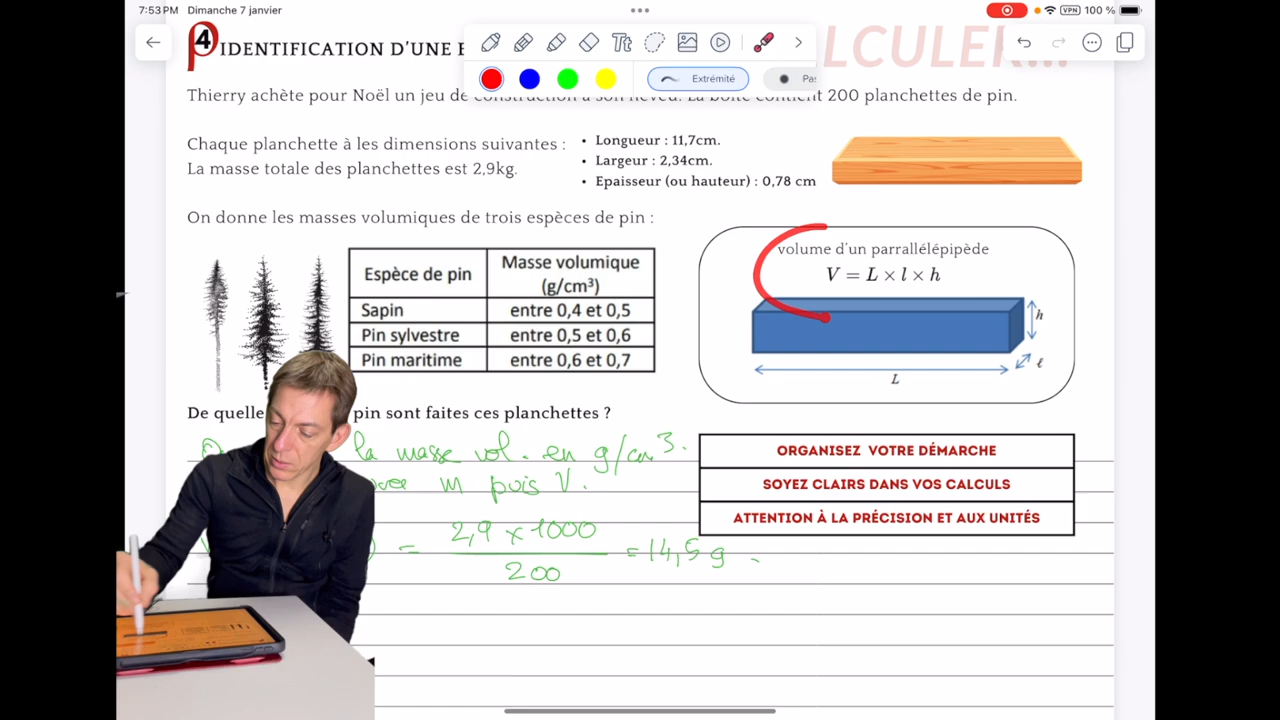 7:53 PM Dimanche 7 janvier
VPN 100 %
4 IDENTIFICATION D'UNE
CALCULER...
Tt
Extrémité
Thierry achète pour Noël un jeu de construction à son neveu. La boîte contient 200 planchettes de pin.
Chaque planchette à les dimensions suivantes :
La masse totale des planchettes est 2,9kg.
• Longueur : 11,7cm.
• Largeur : 2,34cm.
• Epaisseur (ou hauteur) : 0,78 cm
On donne les masses volumiques de trois espèces de pin :
Espèce de pin Masse volumique (g/cm³)
Sapin entre 0,4 et 0,5
Pin sylvestre entre 0,5 et 0,6
Pin maritime entre 0,6 et 0,7
volume d'un parrallélépipède
V = L × l × h
h
ℓ
L
De quelle pin sont faites ces planchettes ?
la masse vol. en g/cm³.
m puis V.
= 2,9 x 1000
200
= 14,5 g
ORGANISEZ VOTRE DÉMARCHE
SOYEZ CLAIRS DANS VOS CALCULS
ATTENTION À LA PRÉCISION ET AUX UNITÉS